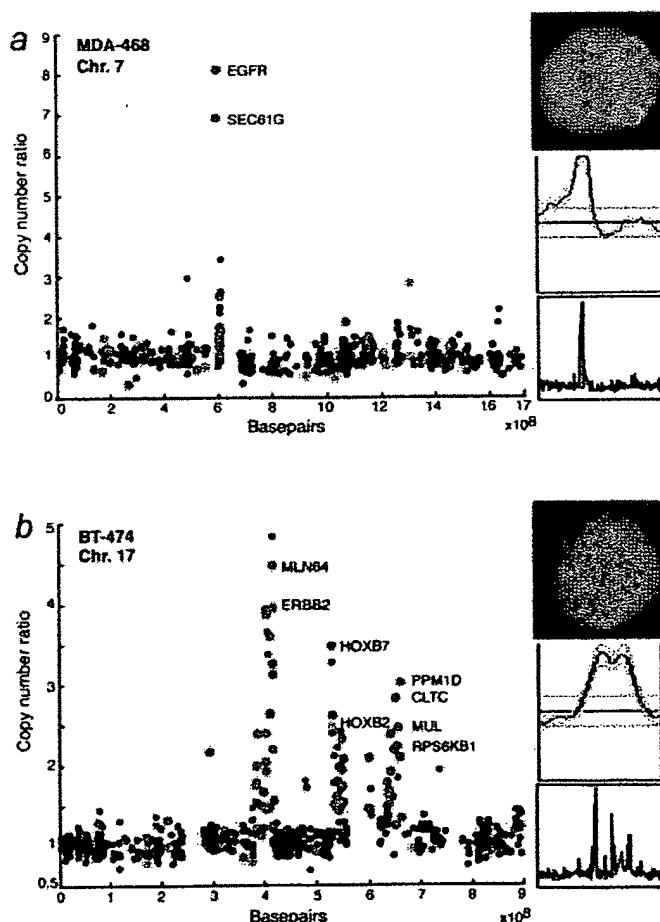 a
MDA-468
Chr. 7
EGFR
SEC61G
Copy number ratio
9
8
7
6
5
4
3
2
1
0
0 2 4 6 8 10 12 14 16 17
Basepairs
x108
b
BT-474
Chr. 17
MLN64
ERBB2
HOXB7
HOXB2
PPM1D
CLTC
MUL
RPS6KB1
Copy number ratio
5
4
3
2
1
0.5
0 1 2 3 4 5 6 7 8 9
Basepairs
x108